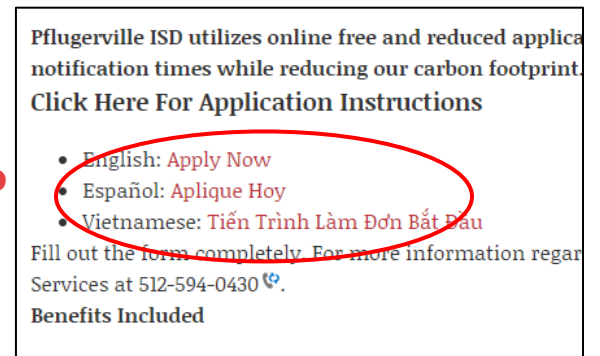 Pflugerville ISD utilizes online free and reduced applica
notification times while reducing our carbon footprint.
Click Here For Application Instructions
• English: Apply Now
• Español: Aplique Hoy
• Vietnamese: Tiến Trình Làm Đơn Bắt Đầu
Fill out the form completely. For more information regar
Services at 512-594-0430.
Benefits Included